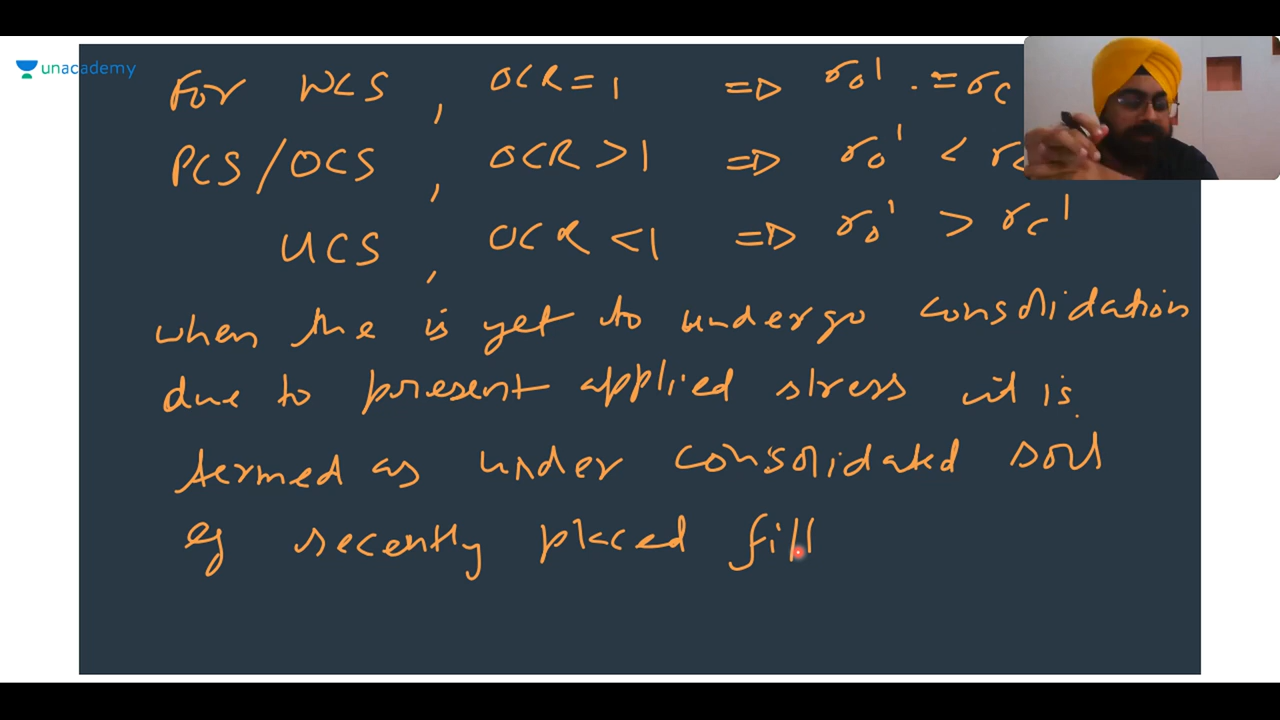 unacademy
For NCS, OCR = 1 => σ0' = σc
PCS/OCS, OCR > 1 => σ0' < σc
UCS, OCR < 1 => σ0' > σc'
when the is yet to undergo consolidation
due to present applied stress it is
termed as under consolidated soil
eg recently placed fill